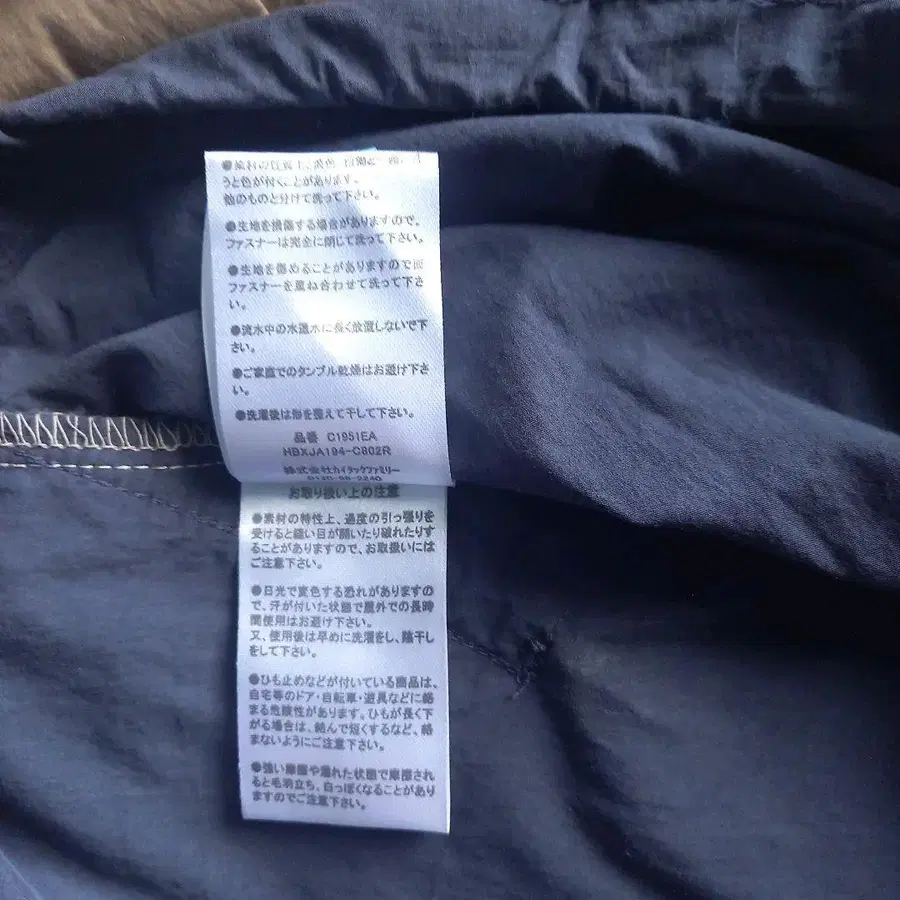 うと色が付くことがあります。
他のものと分けて洗って下さい。
●生地を損傷する場合がありますので、
ファスナーは完全に閉じて洗って下さい。
●生地を傷めることがありますので面
ファスナーを重ね合わせて洗って下さ
い。
●流水中の水温水に長く放置しないで下
さい。
●ご家庭でのタンブル乾燥はお避け下さ
い。
●洗濯後は形を整えて干して下さい。
品番 C1951EA
HBXJA194-C602R
株式会社カイタックファミリー
お取り扱い上の注意
●素材の特性上、過度の引っ張りを
受けると縫い目が開いたり破れたりす
ることがありますので、お取扱いには
ご注意下さい。
●日光で変色する恐れがありますの
で、汗が付いた状態で屋外での長時
間使用はお避け下さい。
又、使用後は早めに洗濯をし、陰干し
をして下さい。
●ひも止めなどが付いている商品は、
自宅等のドア・自転車・遊具などに絡
まる危険性があります。ひもが長く下
がる場合は、結んで短くするなど、絡
まないようにご注意下さい。
●強い摩擦や濡れた状態で摩擦され
ると毛羽立ち、白っぽくなることがあり
ますのでご注意下さい。